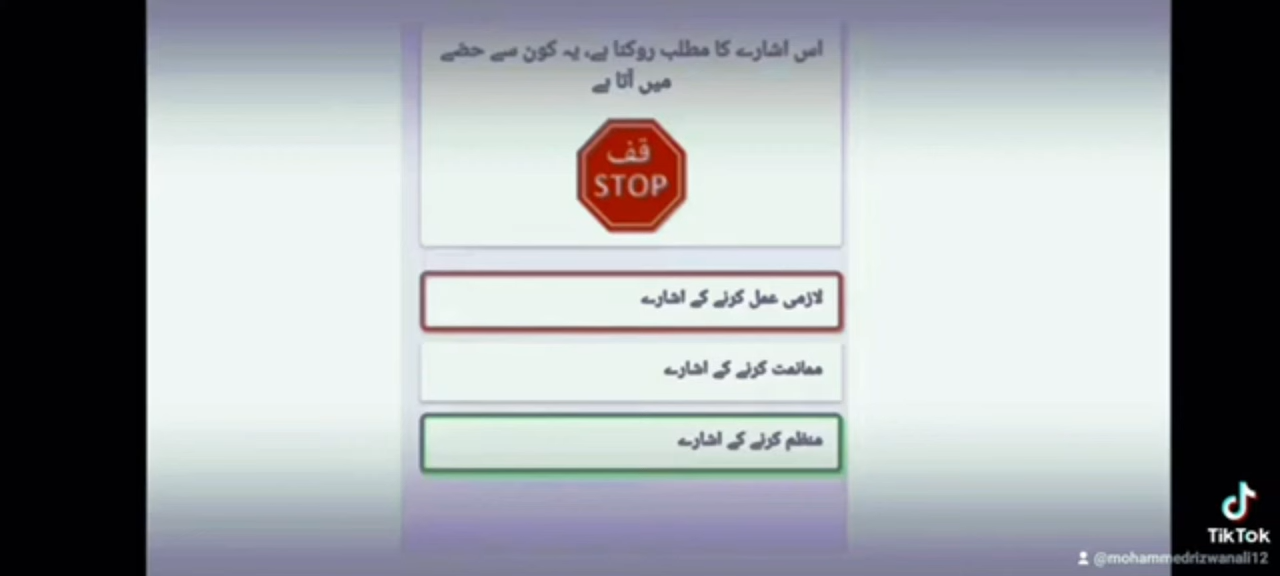 اس اشارے کا مطلب روکنا ہے، یہ کون سے حصے
میں آتا ہے
قف
STOP
لازمی عمل کرنے کے اشارے
ممانعت کرنے کے اشارے
منظم کرنے کے اشارے
TikTok
@mohammedrizwanali12